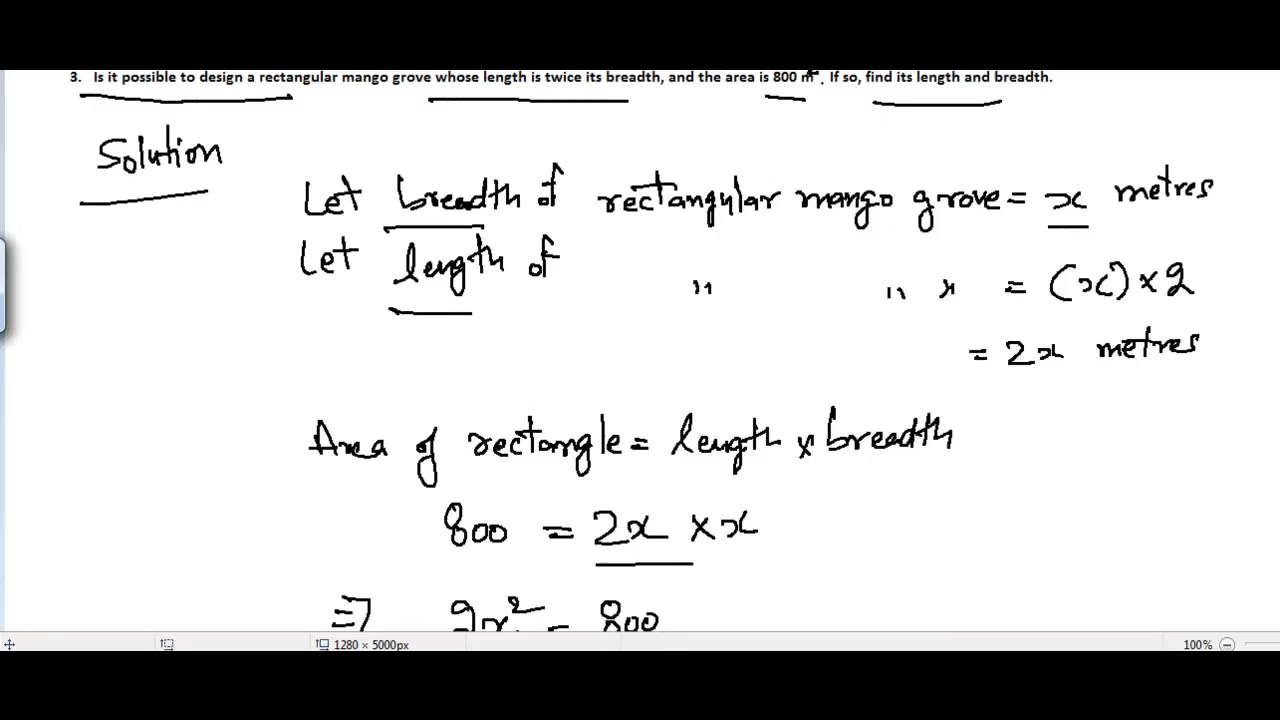 3. Is it possible to design a rectangular mango grove whose length is twice its breadth, and the area is 800 m². If so, find its length and breadth.
Solution
Let breadth of rectangular mango grove = x metres
Let length of " " " = (x) × 2
= 2x metres
Area of rectangle = length × breadth
800 = 2x × x
⇒ 2x² = 800
1280 × 5000px 100%